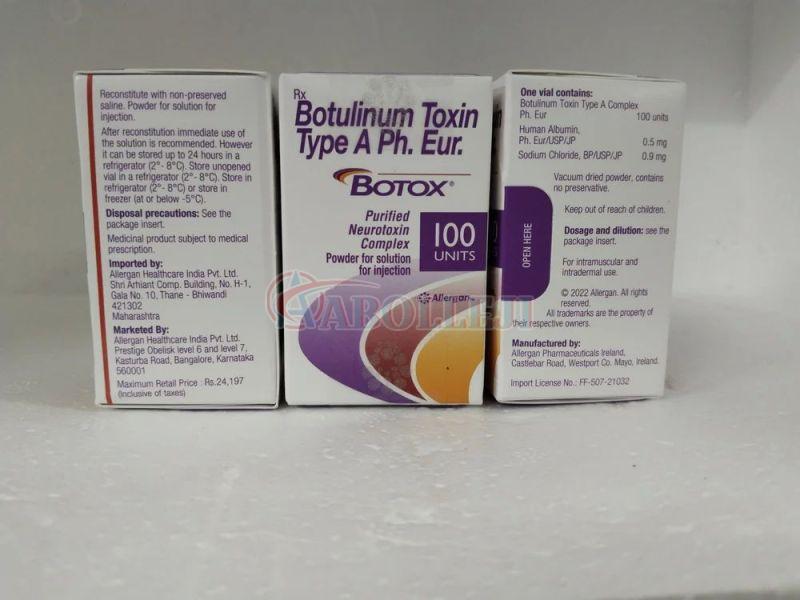 Reconstitute with non-preserved
saline. Powder for solution for
injection.
After reconstitution immediate use of
the solution is recommended. However
it can be stored up to 24 hours in a
refrigerator (2°- 8°C). Store unopened
vial in a refrigerator (2°- 8°C). Store in
refrigerator (2°- 8°C) or store in
freezer (at or below -5°C).
Disposal precautions: See the
package insert.
Medicinal product subject to medical
prescription.
Imported by:
Allergan Healthcare India Pvt. Ltd.
Shri Arhiant Comp. Building, No. H-1,
Gala No. 10, Thane - Bhiwandi
421302
Maharashtra
Marketed By:
Allergan Healthcare India Pvt. Ltd.
Prestige Obelisk level 6 and level 7,
Kasturba Road, Bangalore, Karnataka
560001
Maximum Retail Price : Rs.24,197
(Inclusive of taxes)
Rx
Botulinum Toxin
Type A Ph. Eur.
BOTOX®
Purified
Neurotoxin
Complex
Powder for solution
for injection
100
UNITS
Allergan
AROLLEJI
One vial contains:
Botulinum Toxin Type A Complex
Ph. Eur 100 units
Human Albumin,
Ph. Eur/USP/JP 0.5 mg
Sodium Chloride, BP/USP/JP 0.9 mg
Vacuum dried powder, contains
no preservative.
Keep out of reach of children.
Dosage and dilution: see the
package insert.
For intramuscular and
intradermal use.
© 2022 Allergan. All rights
reserved.
All trademarks are the property of
their respective owners.
Manufactured by:
Allergan Pharmaceuticals Ireland,
Castlebar Road, Westport Co. Mayo, Ireland.
Import License No.: FF-507-21032
OPEN HERE